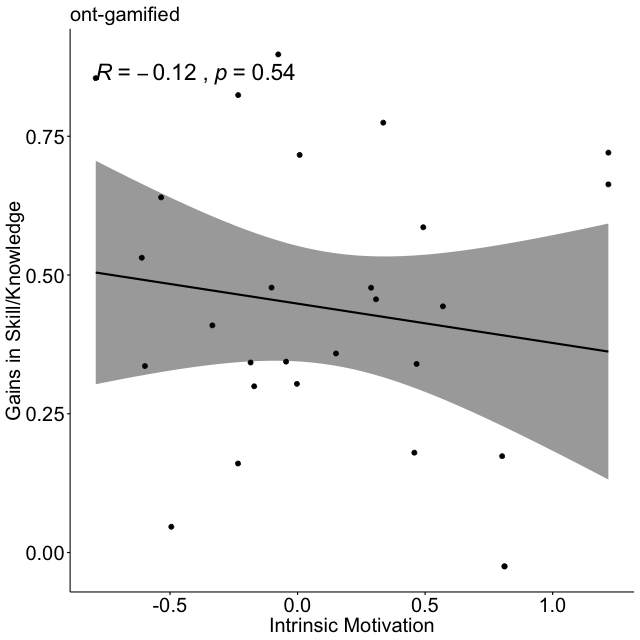 ont-gamified
R = − 0.12 , p = 0.54
Gains in Skill/Knowledge
0.75
0.50
0.25
0.00
-0.5 0.0 0.5 1.0
Intrinsic Motivation